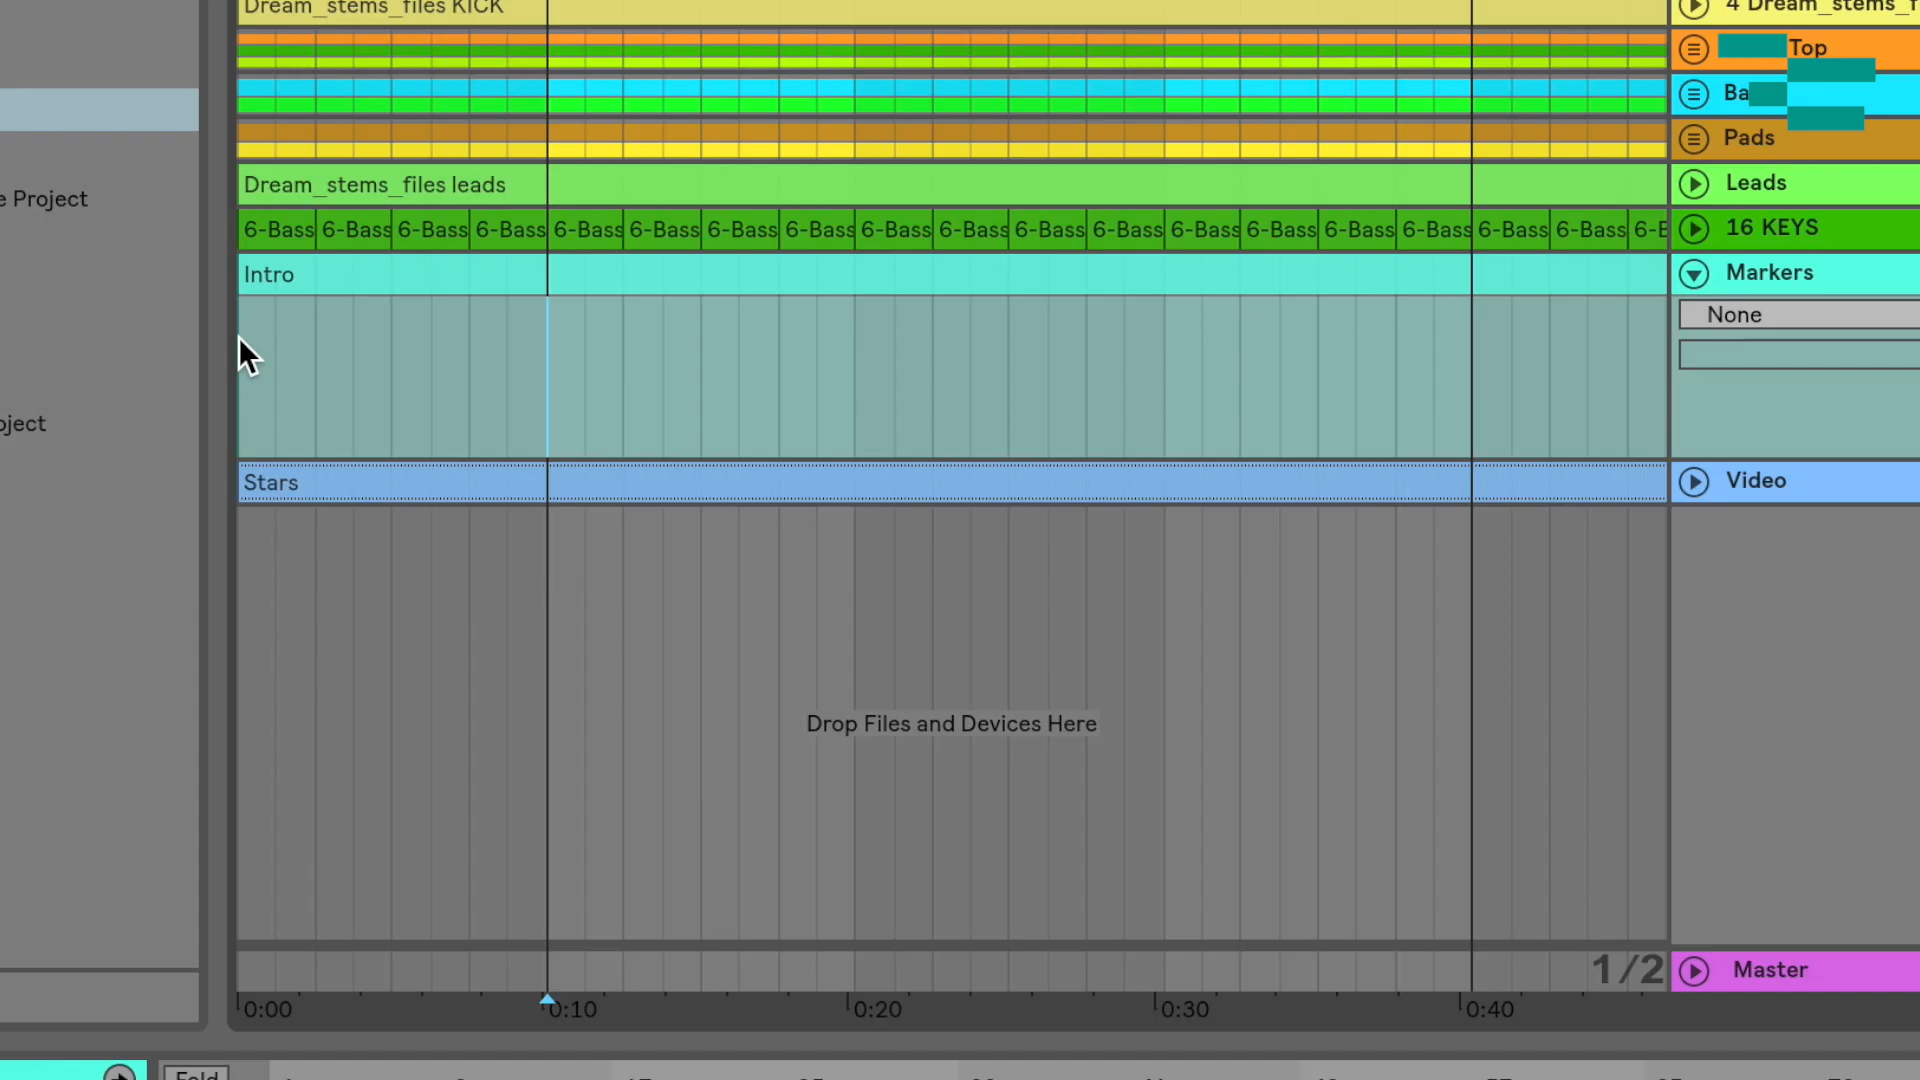 Dream_stems_files KICK
4 Dream_stems_f
Top
Ba
Pads
e Project
Dream_stems_files leads
Leads
6-Bass 6-Bass 6-Bass 6-Bass 6-Bass 6-Bass 6-Bass 6-Bass 6-Bass 6-Bass 6-Bass 6-Bass 6-Bass 6-Bass 6-Bass 6-Bass 6-Bass 6-Bass 6-E
16 KEYS
Intro
Markers
None
oject
Stars
Video
Drop Files and Devices Here
1/2
Master
0:00 0:10 0:20 0:30 0:40
Fold